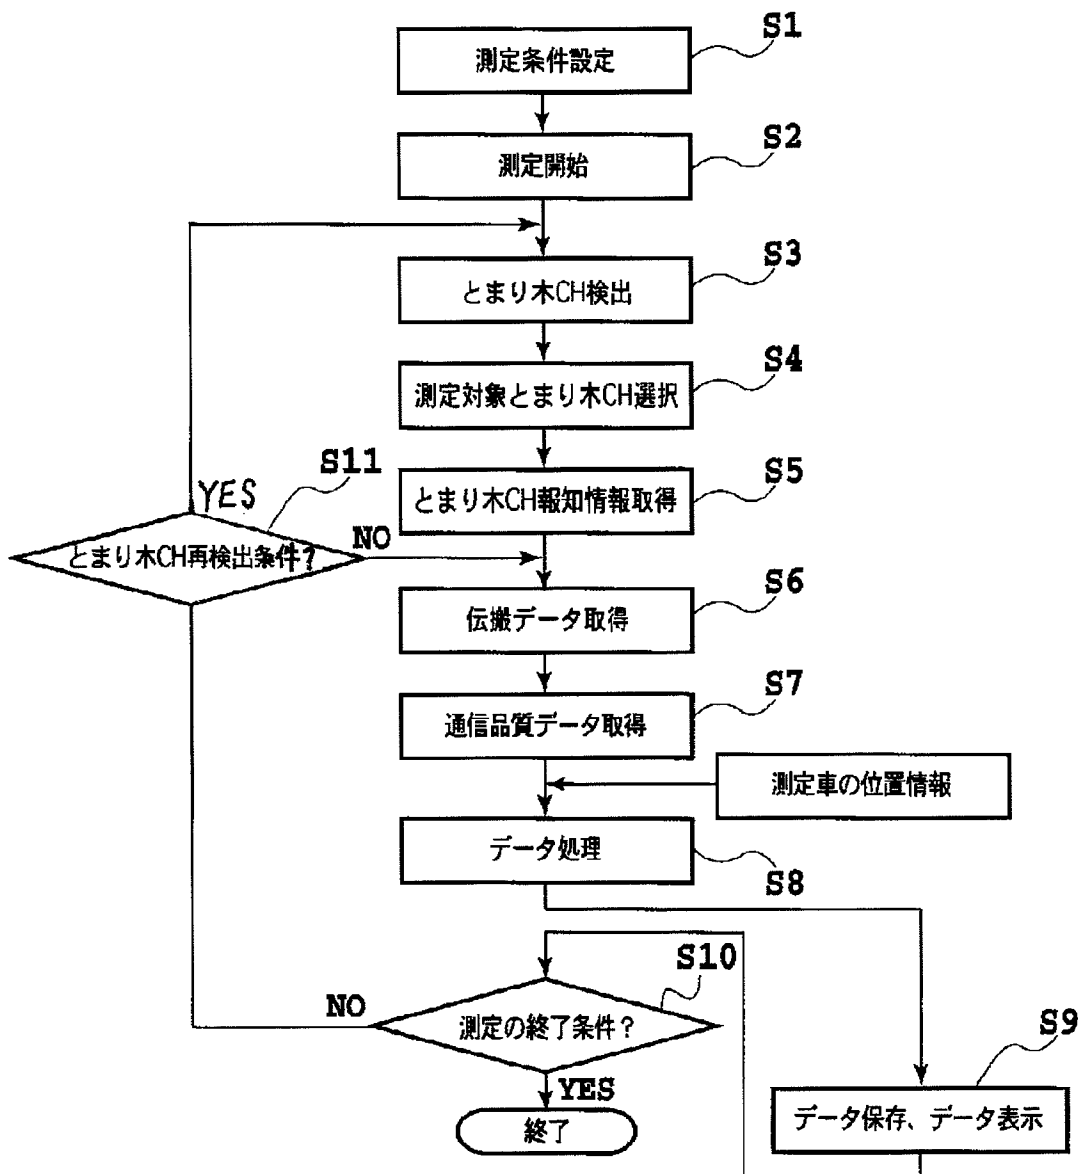 S1
測定条件設定
S2
測定開始
S3
とまり木CH検出
S4
測定対象とまり木CH選択
S11
S5
YES
とまり木CH報知情報取得
NO
とまり木CH再検出条件?
S6
伝搬データ取得
S7
通信品質データ取得
測定車の位置情報
データ処理
S8
S10
NO
測定の終了条件?
S9
YES
データ保存、データ表示
終了